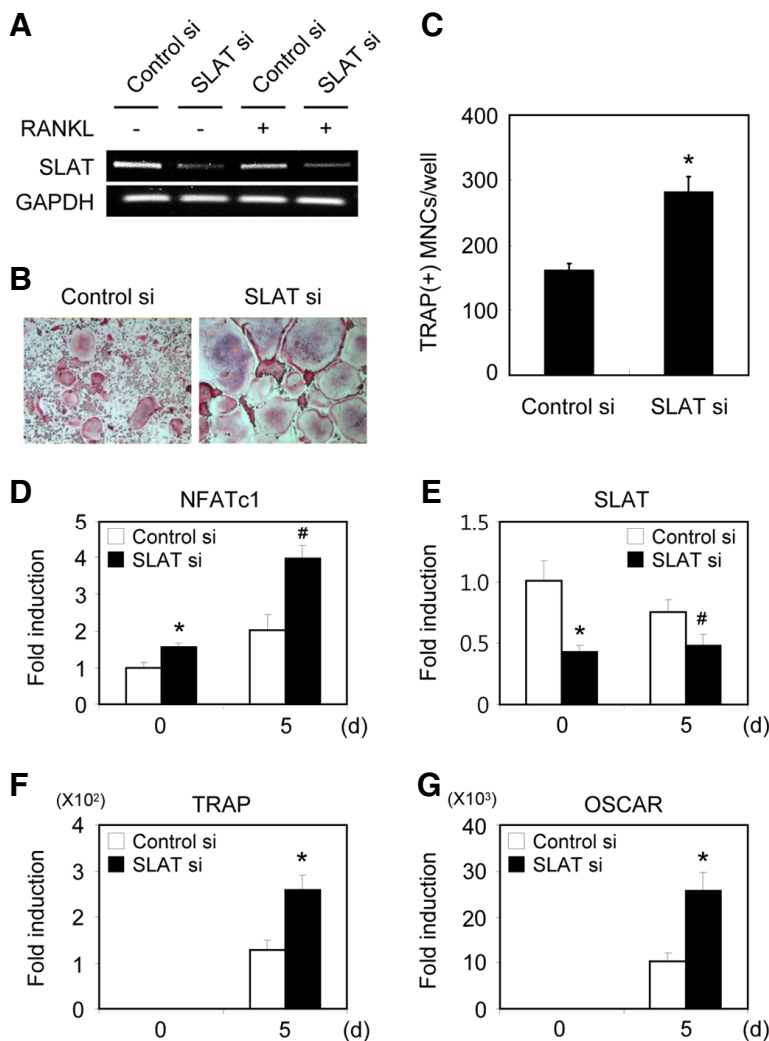 A
Control si
SLAT si
Control si
SLAT si
RANKL - - + +
SLAT
GAPDH
B
Control si SLAT si
C
TRAP(+) MNCs/well
400
300
200
100
0
*
Control si SLAT si
D
NFATc1
Fold induction
5
4
3
2
1
0
Control si
SLAT si
*
#
0 5 (d)
E
SLAT
Fold induction
1.5
1.0
0.5
0
Control si
SLAT si
*
#
0 5 (d)
F
(X10²)
TRAP
Fold induction
4
3
2
1
0
Control si
SLAT si
*
0 5 (d)
G
(X10³)
OSCAR
Fold induction
40
30
20
10
0
Control si
SLAT si
*
0 5 (d)